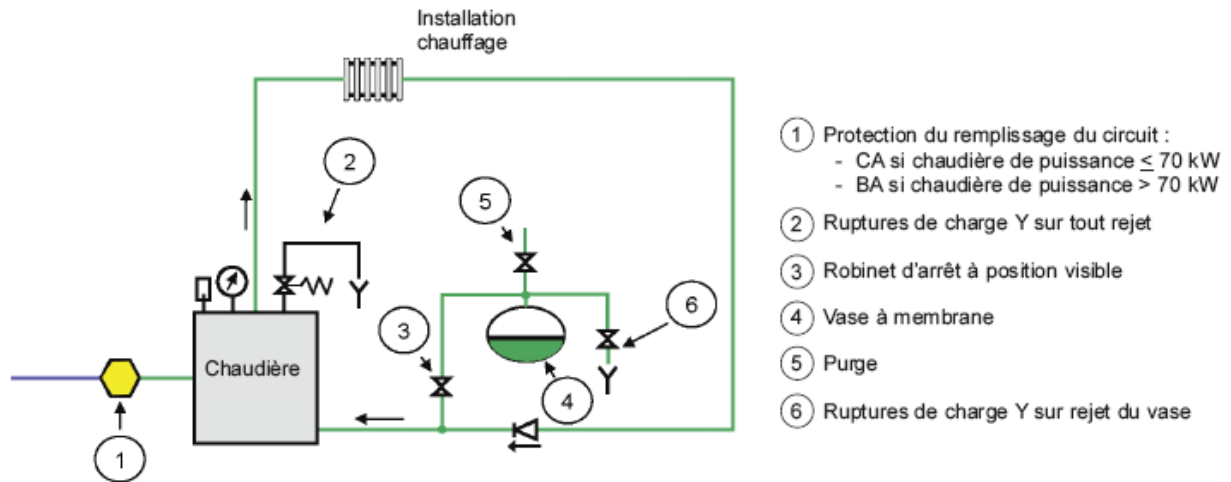 Installation
chauffage
2
5
6
3
Chaudière
4
1
1 Protection du remplissage du circuit :
- CA si chaudière de puissance ≤ 70 kW
- BA si chaudière de puissance > 70 kW
2 Ruptures de charge Y sur tout rejet
3 Robinet d'arrêt à position visible
4 Vase à membrane
5 Purge
6 Ruptures de charge Y sur rejet du vase